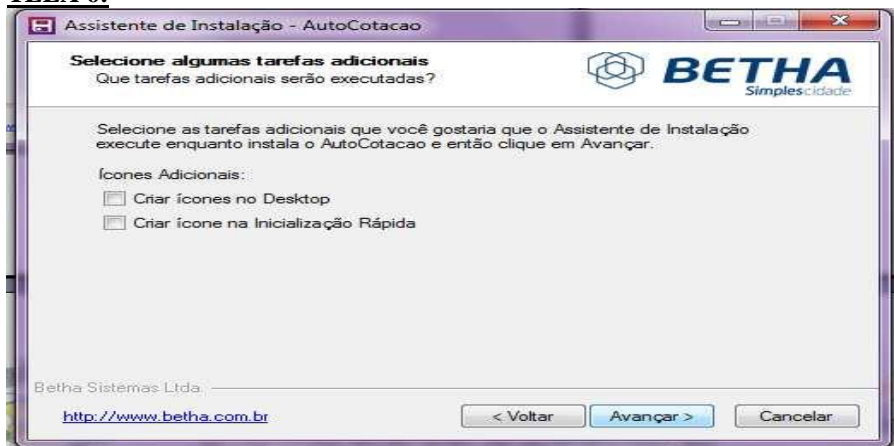 TELA 6:
Assistente de Instalação - AutoCotacao
Selecione algumas tarefas adicionais
Que tarefas adicionais serão executadas?
BETHA
Simplescidade
Selecione as tarefas adicionais que você gostaria que o Assistente de Instalação
execute enquanto instala o AutoCotacao e então clique em Avançar.
Ícones Adicionais:
Criar ícones no Desktop
Criar ícone na Inicialização Rápida
Betha Sistemas Ltda.
http://www.betha.com.br
< Voltar
Avançar >
Cancelar